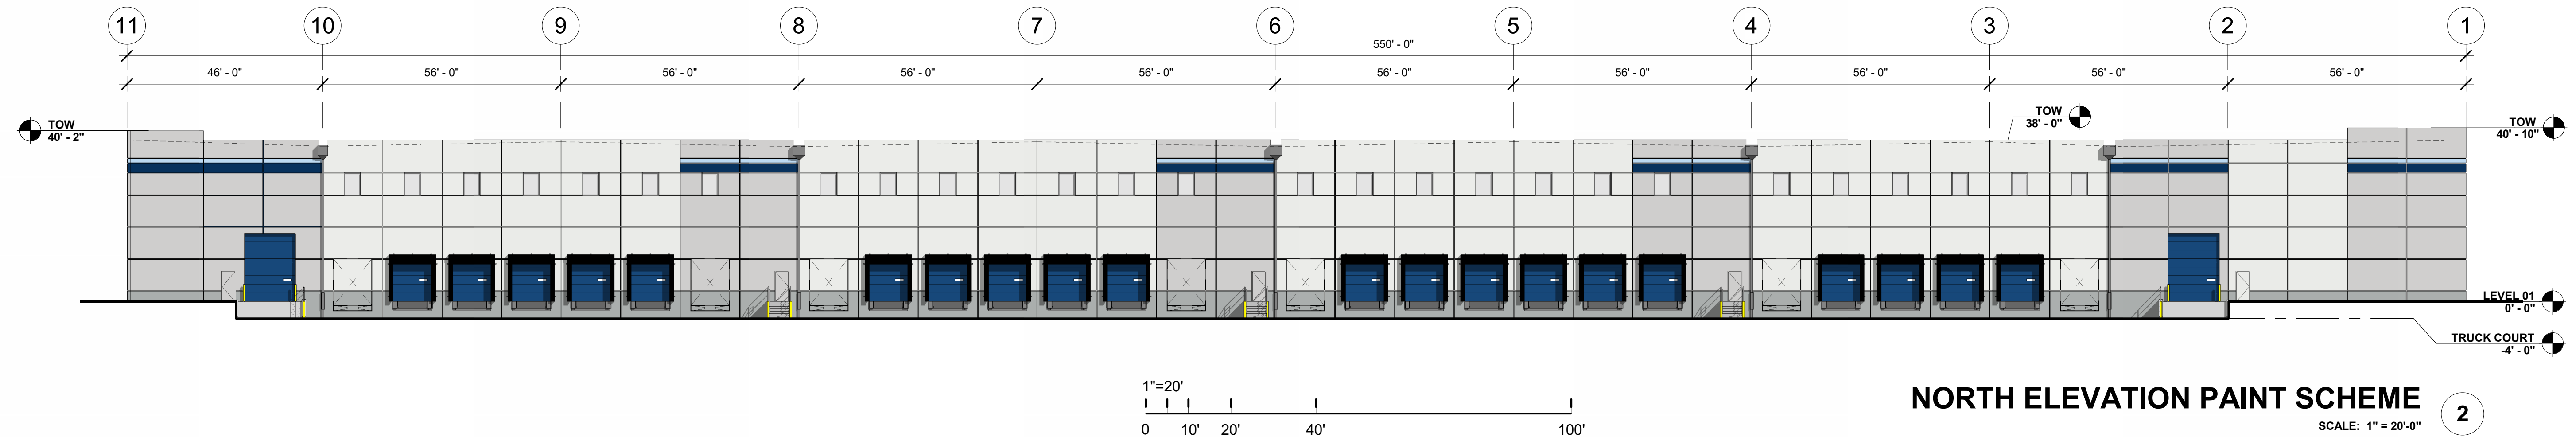 11 10 9 8 7 6 5 4 3 2 1
550' - 0"
46' - 0" 56' - 0" 56' - 0" 56' - 0" 56' - 0" 56' - 0" 56' - 0" 56' - 0" 56' - 0" 56' - 0"
TOW
40' - 2"
TOW
38' - 0"
TOW
40' - 10"
LEVEL 01
0' - 0"
TRUCK COURT
-4' - 0"
1"=20'
0 10' 20' 40' 100'
NORTH ELEVATION PAINT SCHEME
2
SCALE: 1" = 20'-0"